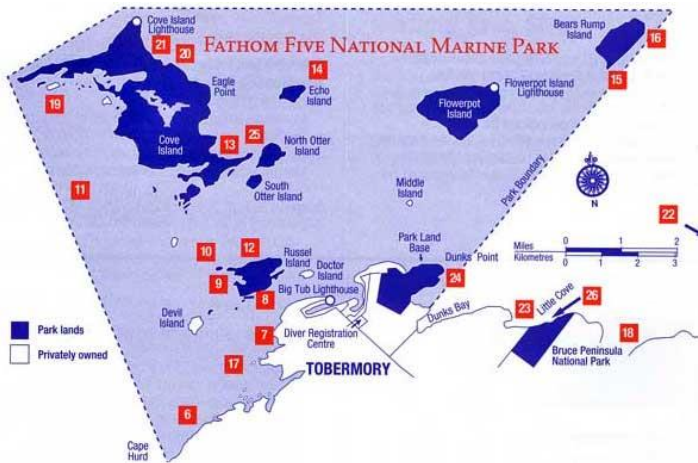 Cove Island
Lighthouse
21
20
FATHOM FIVE NATIONAL MARINE PARK
Bears Rump
Island
16
15
14
Echo
Island
Eagle
Point
Flowerpot Island
Lighthouse
Flowerpot
Island
19
Cove
Island
13
25
North Otter
Island
South
Otter Island
11
Middle
Island
Park Boundary
N
22
Miles
0
1
2
Kilometres
0
1
2
3
10
12
Russel
Island
Doctor
Island
Park Land
Base
Dunks Point
24
9
8
Big Tub Lighthouse
Devil
Island
7
Diver Registration
Centre
Dunks Bay
23
Little Cove
26
18
Bruce Peninsula
National Park
Park lands
Privately owned
17
TOBERMORY
6
Cape
Hurd